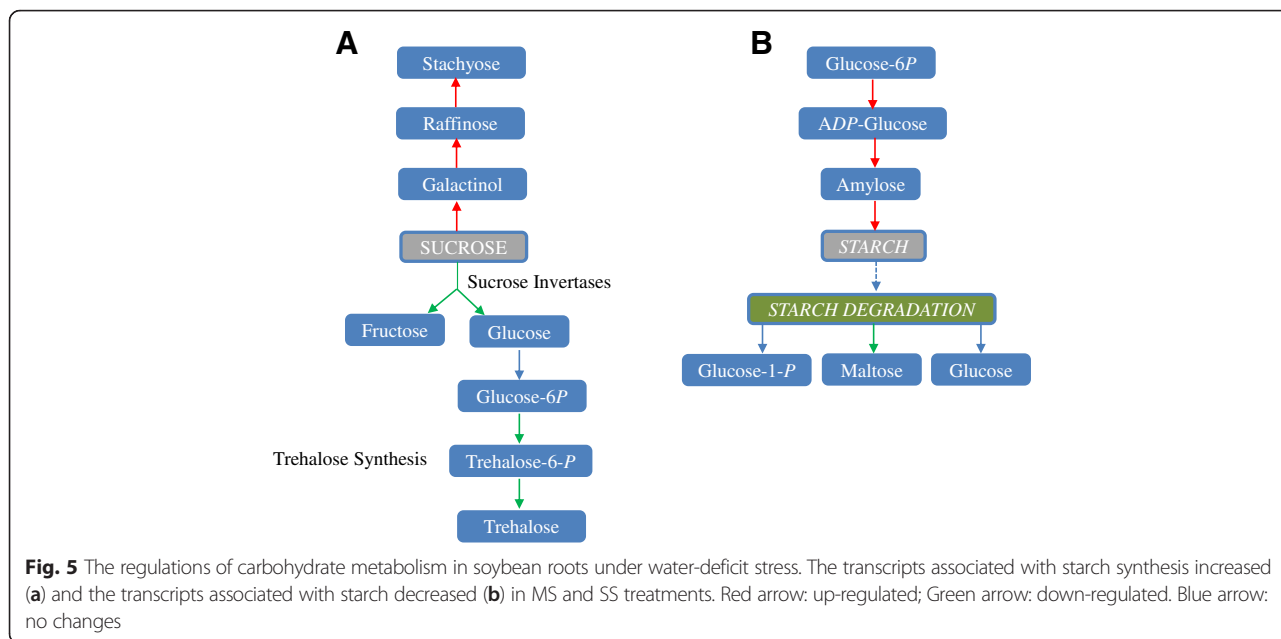 A
Stachyose
Raffinose
Galactinol
SUCROSE
Sucrose Invertases
Fructose
Glucose
Glucose-6P
Trehalose Synthesis
Trehalose-6-P
Trehalose
B
Glucose-6P
ADP-Glucose
Amylose
STARCH
STARCH DEGRADATION
Glucose-1-P
Maltose
Glucose
Fig. 5 The regulations of carbohydrate metabolism in soybean roots under water-deficit stress. The transcripts associated with starch synthesis increased
(a) and the transcripts associated with starch decreased (b) in MS and SS treatments. Red arrow: up-regulated; Green arrow: down-regulated. Blue arrow:
no changes